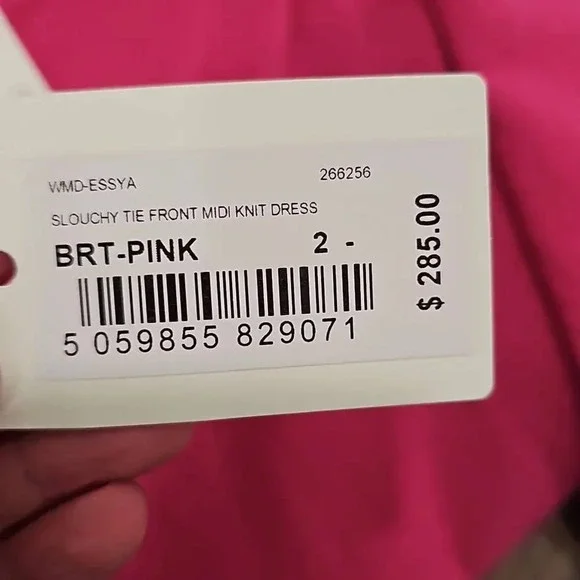 WMD-ESSYA 266256
SLOUCHY TIE FRONT MIDI KNIT DRESS
BRT-PINK 2 -
5 059855 829071
$ 285.00